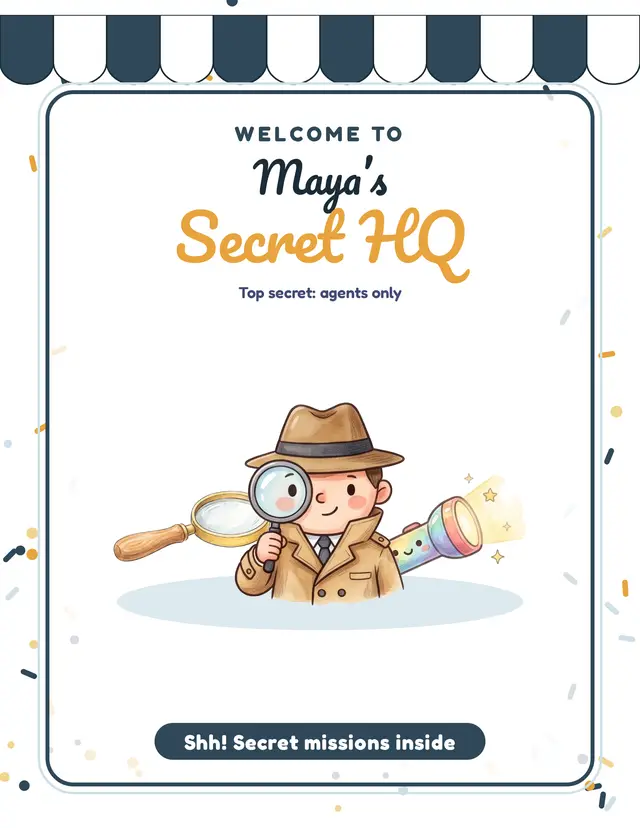 WELCOME TO
Maya's
Secret HQ
Top secret: agents only
Shh! Secret missions inside